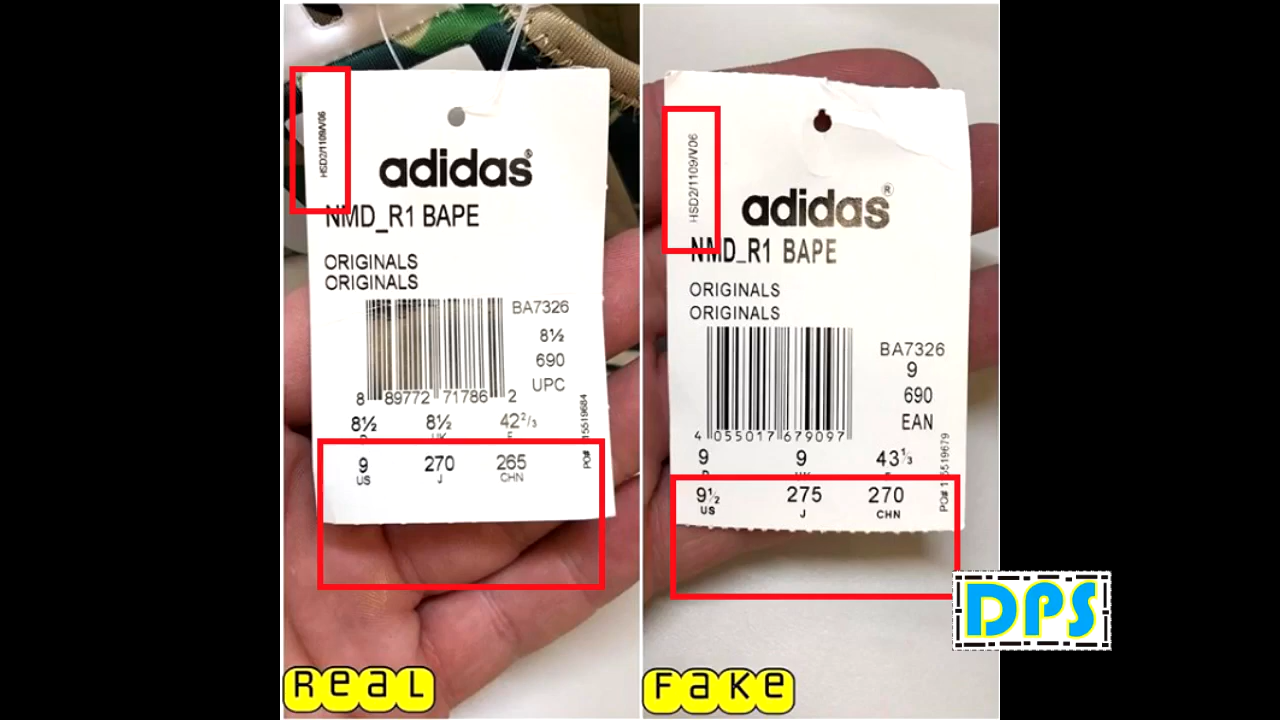 HSD2/1109/V06
adidas®
NMD_R1 BAPE
ORIGINALS
ORIGINALS
BA7326
8½
690
UPC
8 89772 71786 2
8½ 8½ 42²/₃
9 270 265
US J CHN
PO# 15519684
REAL
HSD2/1109/V06
adidas®
NMD_R1 BAPE
ORIGINALS
ORIGINALS
BA7326
9
690
EAN
4 055017 679097
9 9 43⅓
9½ 275 270
US J CHN
FAKE
DPS